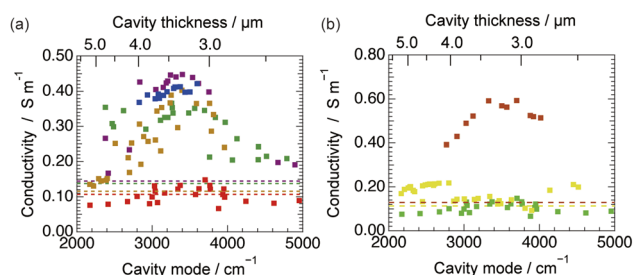 (a)
Cavity thickness / μm
5.0 4.0 3.0
0.50
0.40
0.30
0.20
0.10
0.00
Conductivity / S m⁻¹
2000 3000 4000 5000
Cavity mode / cm⁻¹
(b)
Cavity thickness / μm
5.0 4.0 3.0
0.80
0.60
0.40
0.20
0.00
Conductivity / S m⁻¹
2000 3000 4000 5000
Cavity mode / cm⁻¹